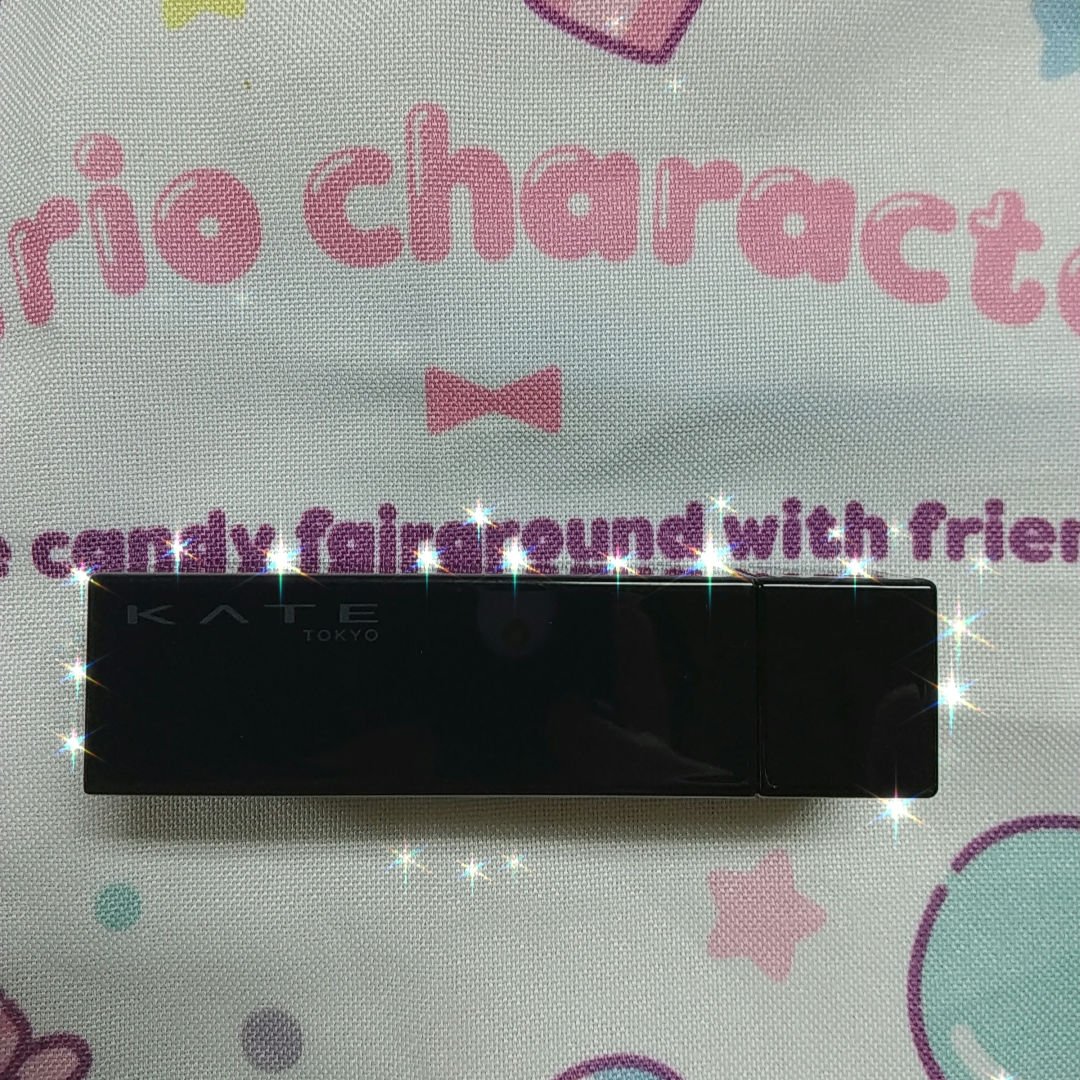 rio characte
e candy fairground with frien
KATE
TOKYO